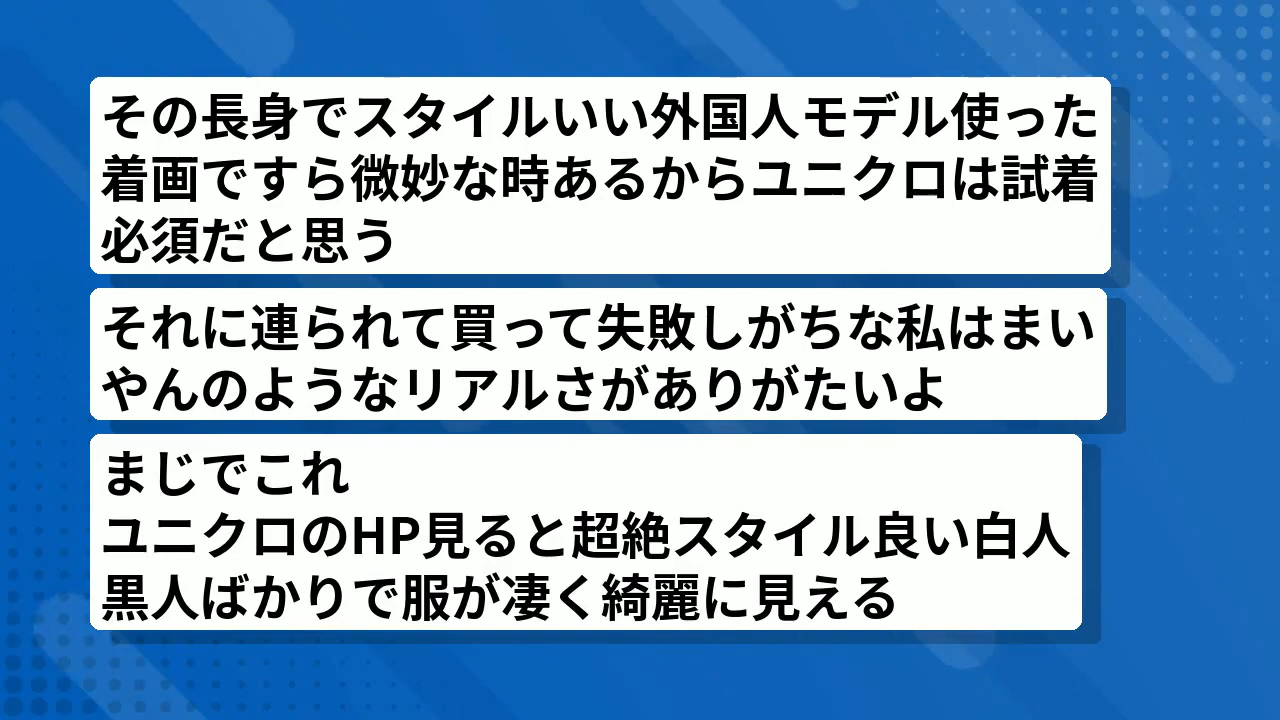 その長身でスタイルいい外国人モデル使った
着画ですら微妙な時あるからユニクロは試着
必須だと思う
それに連られて買って失敗しがちな私はまい
やんのようなリアルさがありがたいよ
まじでこれ
ユニクロのHP見ると超絶スタイル良い白人
黒人ばかりで服が凄く綺麗に見える